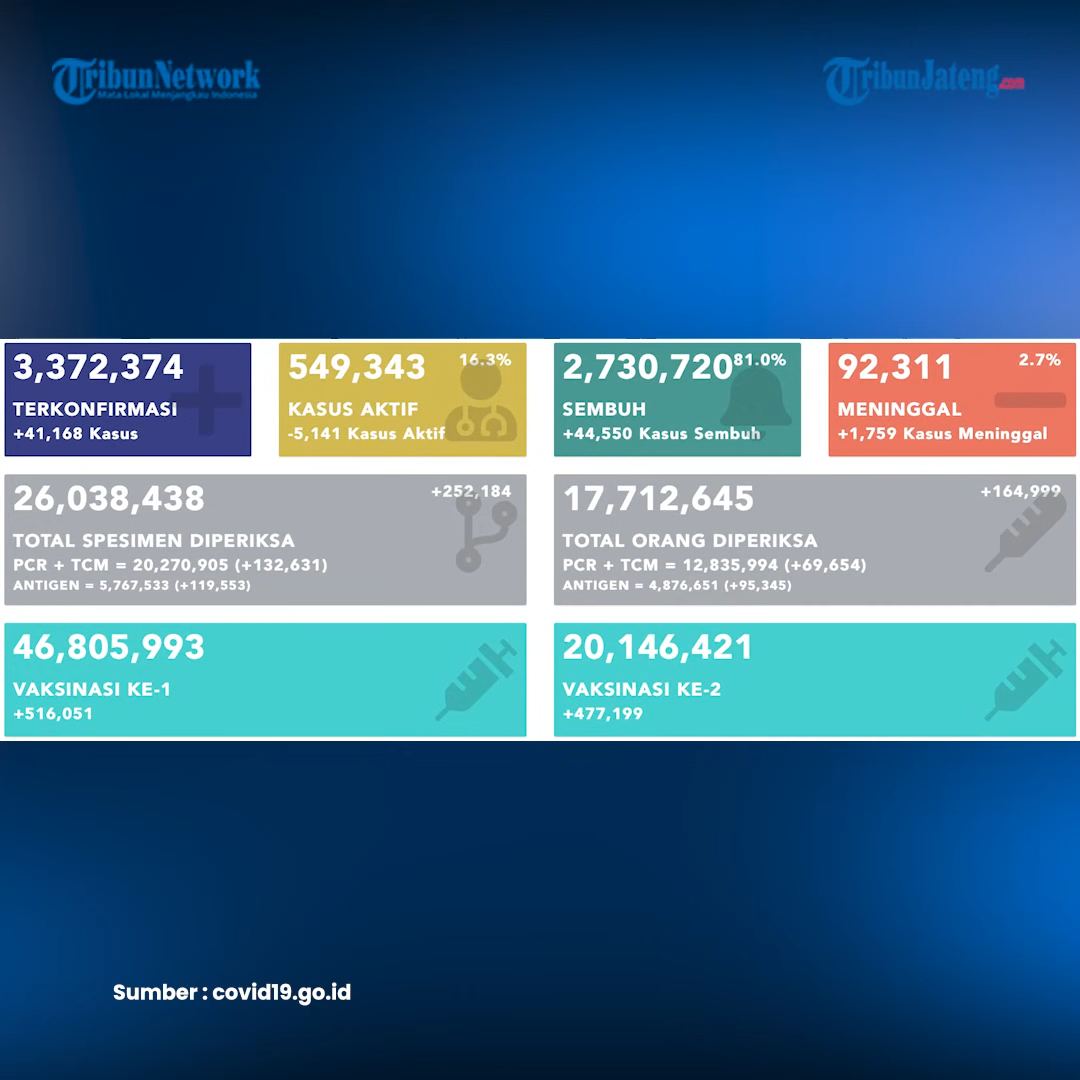 TribunNetwork
Mata Lokal Menjangkau Indonesia
TribunJateng.com
3,372,374
TERKONFIRMASI
+41,168 Kasus
549,343 16.3%
KASUS AKTIF
-5,141 Kasus Aktif
2,730,720 81.0%
SEMBUH
+44,550 Kasus Sembuh
92,311 2.7%
MENINGGAL
+1,759 Kasus Meninggal
26,038,438 +252,184
TOTAL SPESIMEN DIPERIKSA
PCR + TCM = 20,270,905 (+132,631)
ANTIGEN = 5,767,533 (+119,553)
17,712,645 +164,999
TOTAL ORANG DIPERIKSA
PCR + TCM = 12,835,994 (+69,654)
ANTIGEN = 4,876,651 (+95,345)
46,805,993
VAKSINASI KE-1
+516,051
20,146,421
VAKSINASI KE-2
+477,199
Sumber : covid19.go.id